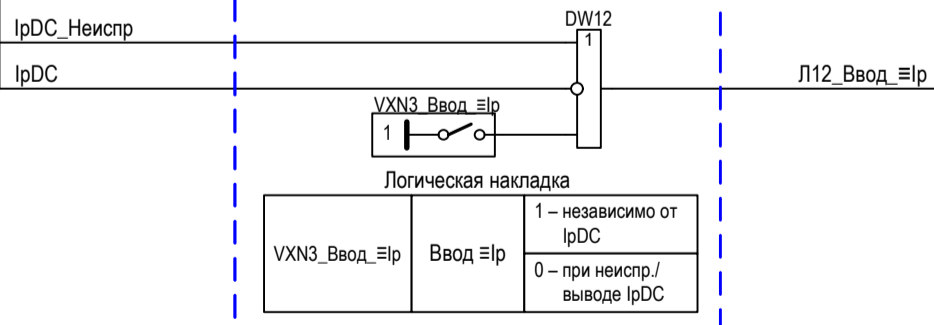 DW12
IpDC_Неиспр
1
IpDC
Л12_Ввод_≡Ip
VXN3_Ввод_≡Ip
1
Логическая накладка
VXN3_Ввод_≡Ip
Ввод ≡Ip
1 – независимо от
IpDC
0 – при неиспр./
выводе IpDC